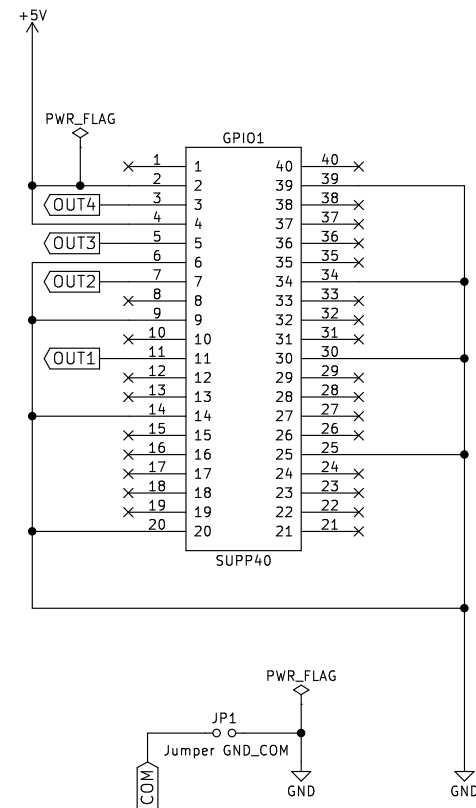 +5V
PWR_FLAG
GPIO1
1 1 40 40
2 2 39 39
OUT4 3 3 38 38
4 4 37 37
OUT3 5 5 36 36
6 6 35 35
OUT2 7 7 34 34
8 8 33 33
9 9 32 32
10 10 31 31
OUT1 11 11 30 30
12 12 29 29
13 13 28 28
14 14 27 27
15 15 26 26
16 16 25 25
17 17 24 24
18 18 23 23
19 19 22 22
20 20 21 21
SUPP40
PWR_FLAG
JP1
Jumper GND_COM
COM
GND
GND